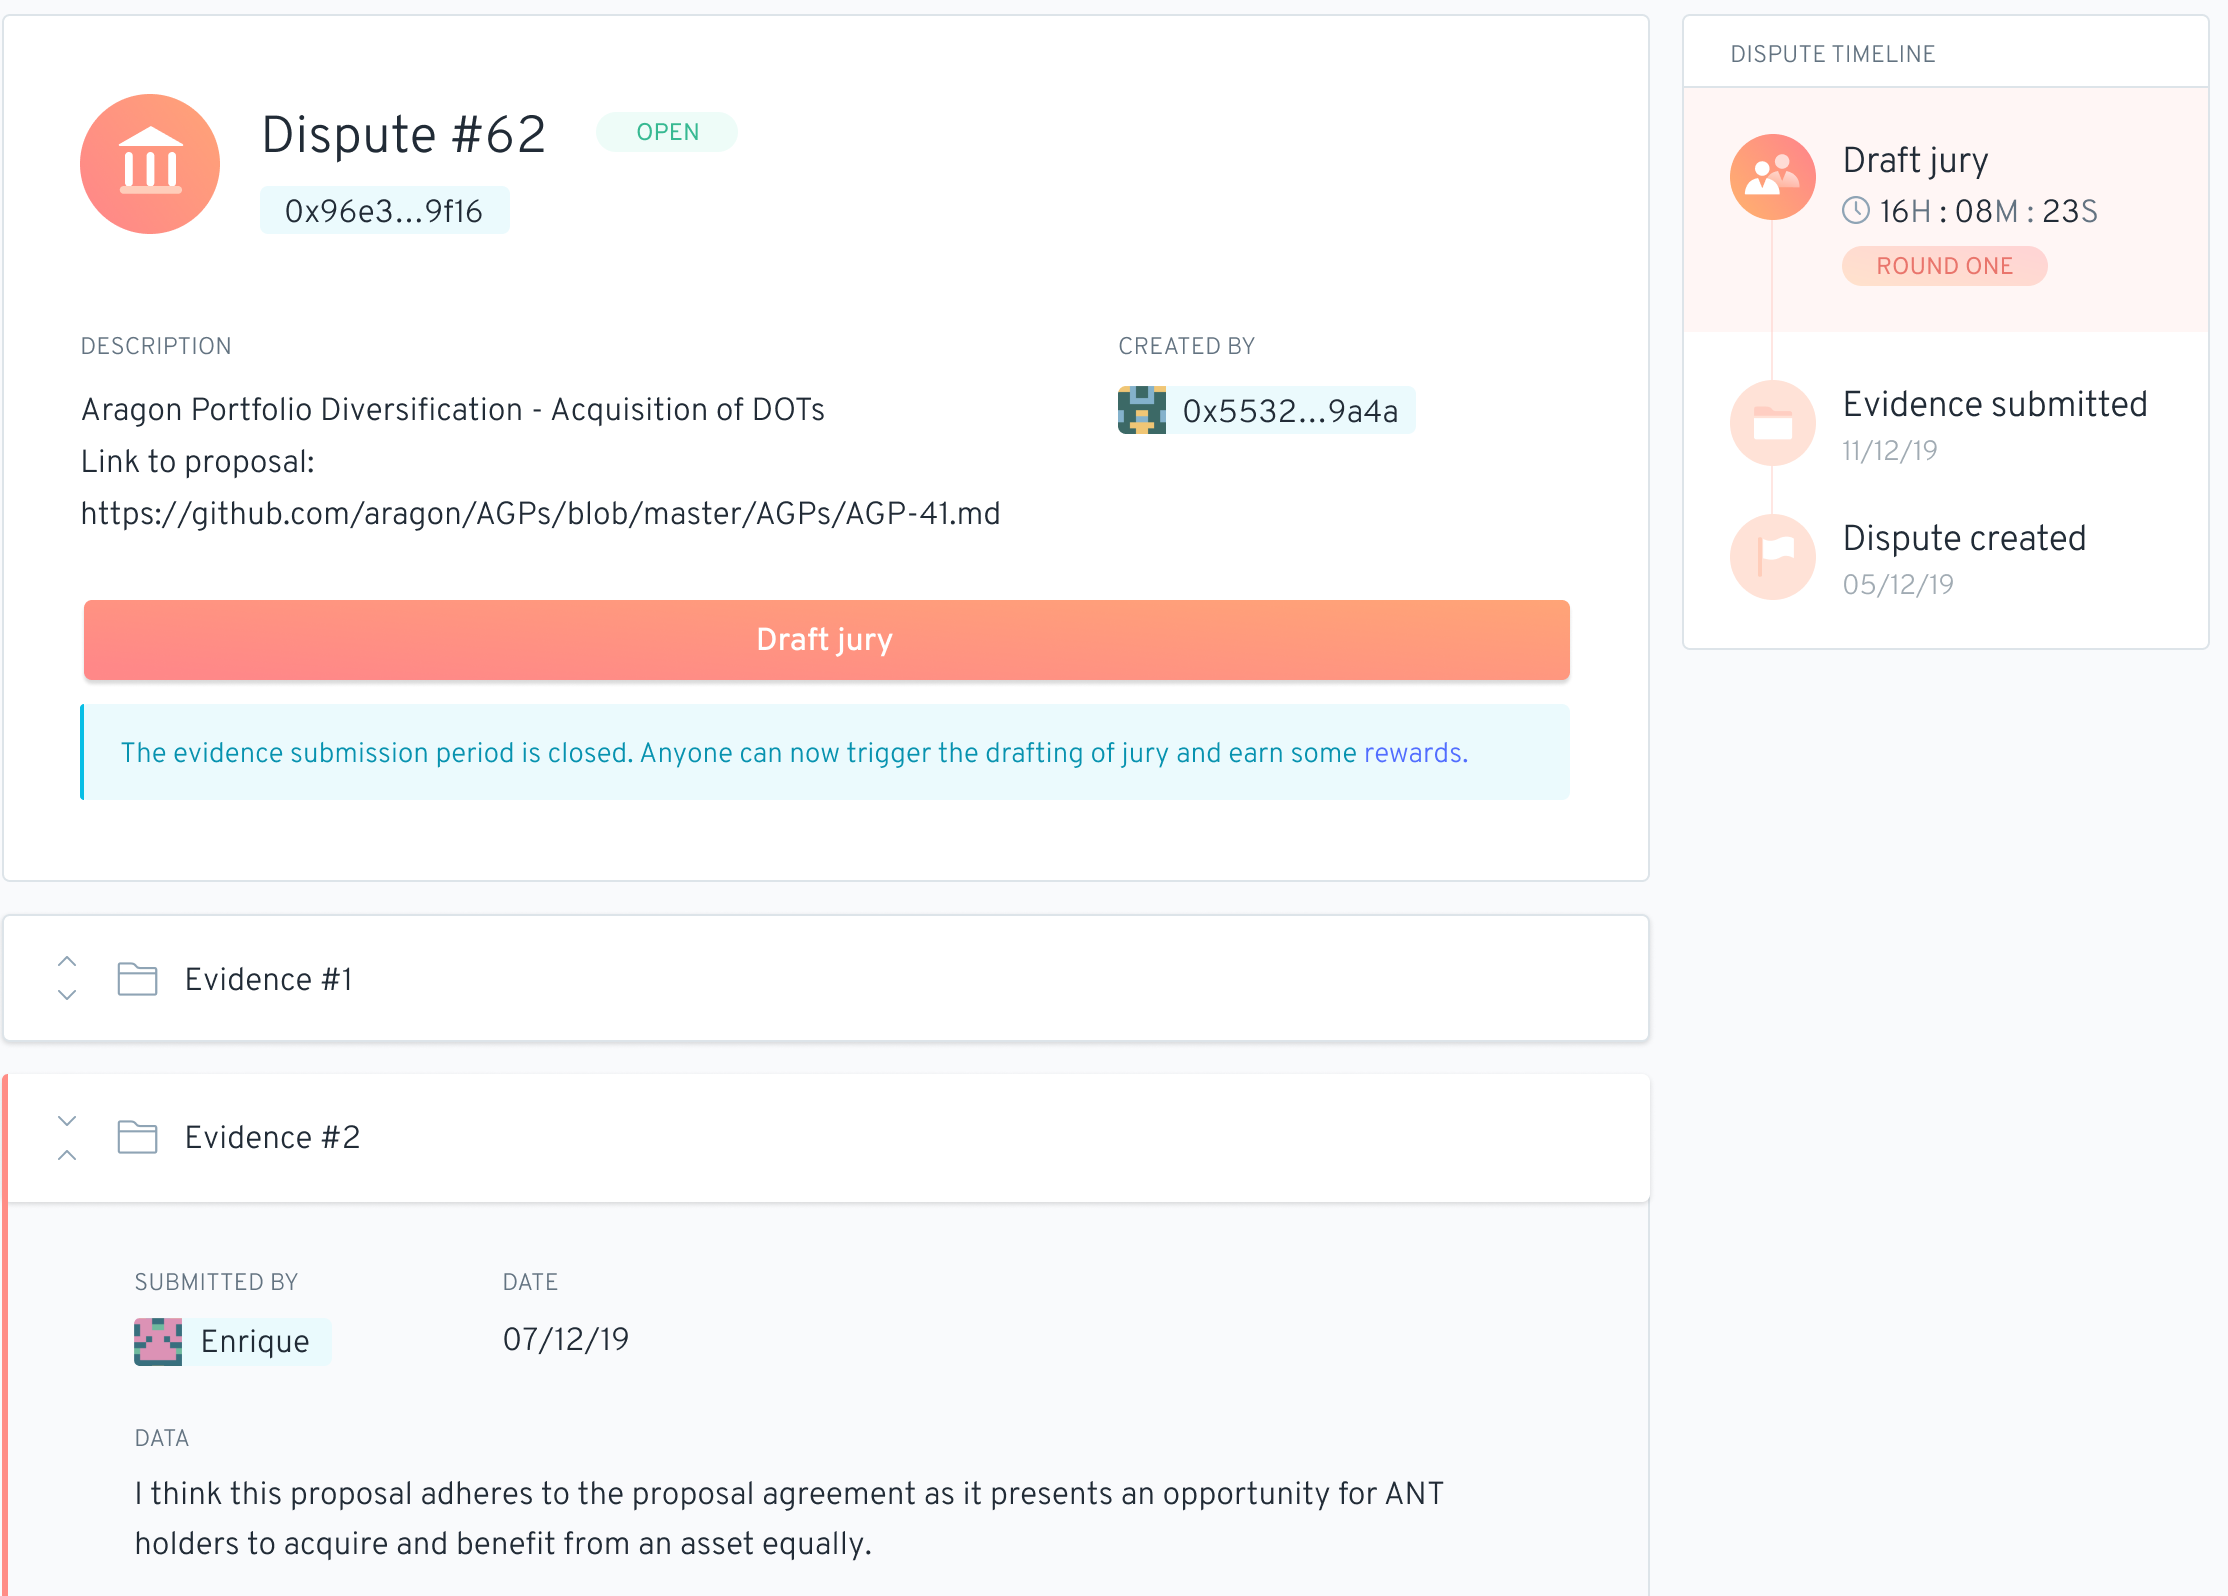 Dispute #62
OPEN
0x96e3...9f16
DESCRIPTION
Aragon Portfolio Diversification - Acquisition of DOTs
Link to proposal:
https://github.com/aragon/AGPs/blob/master/AGPs/AGP-41.md
CREATED BY
0x5532...9a4a
Draft jury
The evidence submission period is closed. Anyone can now trigger the drafting of jury and earn some rewards.
Evidence #1
Evidence #2
SUBMITTED BY
Enrique
DATE
07/12/19
DATA
I think this proposal adheres to the proposal agreement as it presents an opportunity for ANT
holders to acquire and benefit from an asset equally.
DISPUTE TIMELINE
Draft jury
16H : 08M : 23S
ROUND ONE
Evidence submitted
11/12/19
Dispute created
05/12/19